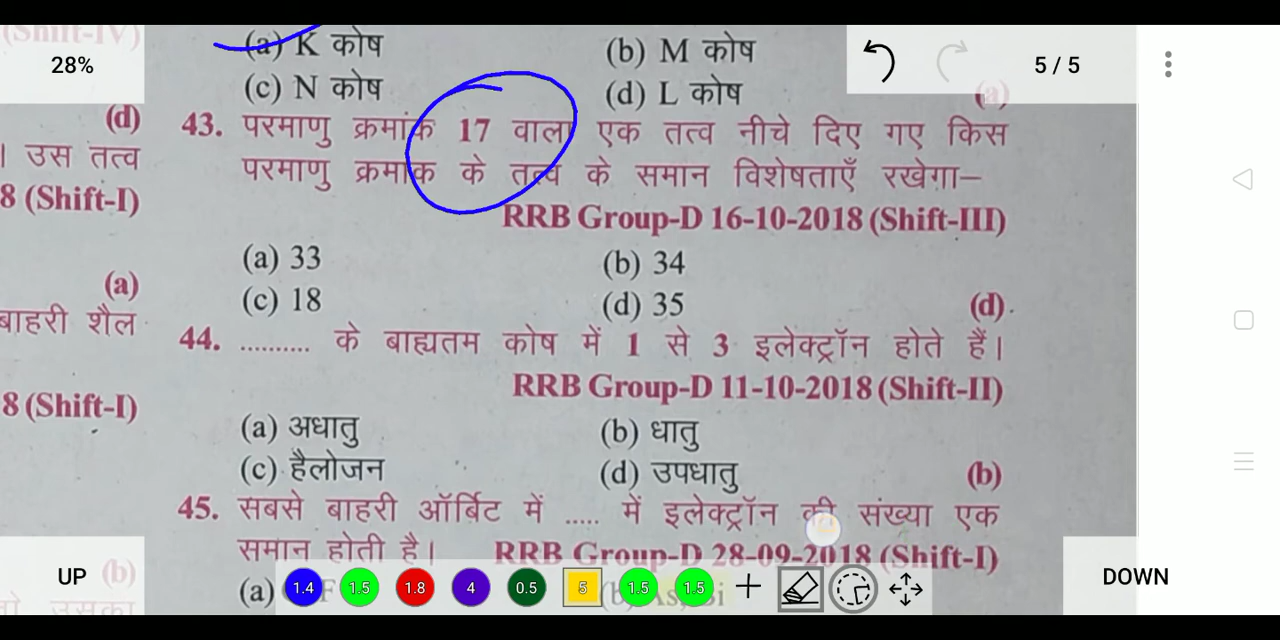 (Shift-IV)
28%
(a) K कोष
(b) M कोष
5 / 5
(c) N कोष
(d) L कोष
(a)
(d)
43. परमाणु क्रमांक 17 वाला एक तत्व नीचे दिए गए किस
। उस तत्व
परमाणु क्रमांक के तत्व के समान विशेषताएँ रखेगा–
8 (Shift-I)
RRB Group-D 16-10-2018 (Shift-III)
(a) 33
(b) 34
(a)
(c) 18
(d) 35
(d)
बाहरी शैल
44. .......... के बाह्यतम कोष में 1 से 3 इलेक्ट्रॉन होते हैं।
8 (Shift-I)
RRB Group-D 11-10-2018 (Shift-II)
(a) अधातु
(b) धातु
(c) हैलोजन
(d) उपधातु
(b)
45. सबसे बाहरी ऑर्बिट में ..... में इलेक्ट्रॉन की संख्या एक
समान होती है। RRB Group-D 28-09-2018 (Shift-I)
UP
(b)
1.4 1.5 1.8 4 0.5 5 1.5 1.5
DOWN
(a)
उसका